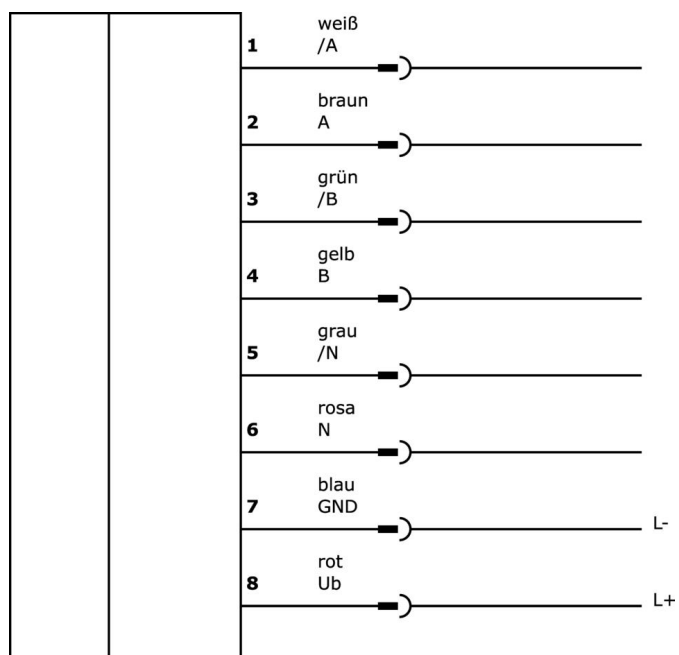 weiß
1 /A
braun
2 A
grün
3 /B
gelb
4 B
grau
5 /N
rosa
6 N
blau
7 GND
L-
rot
8 Ub
L+